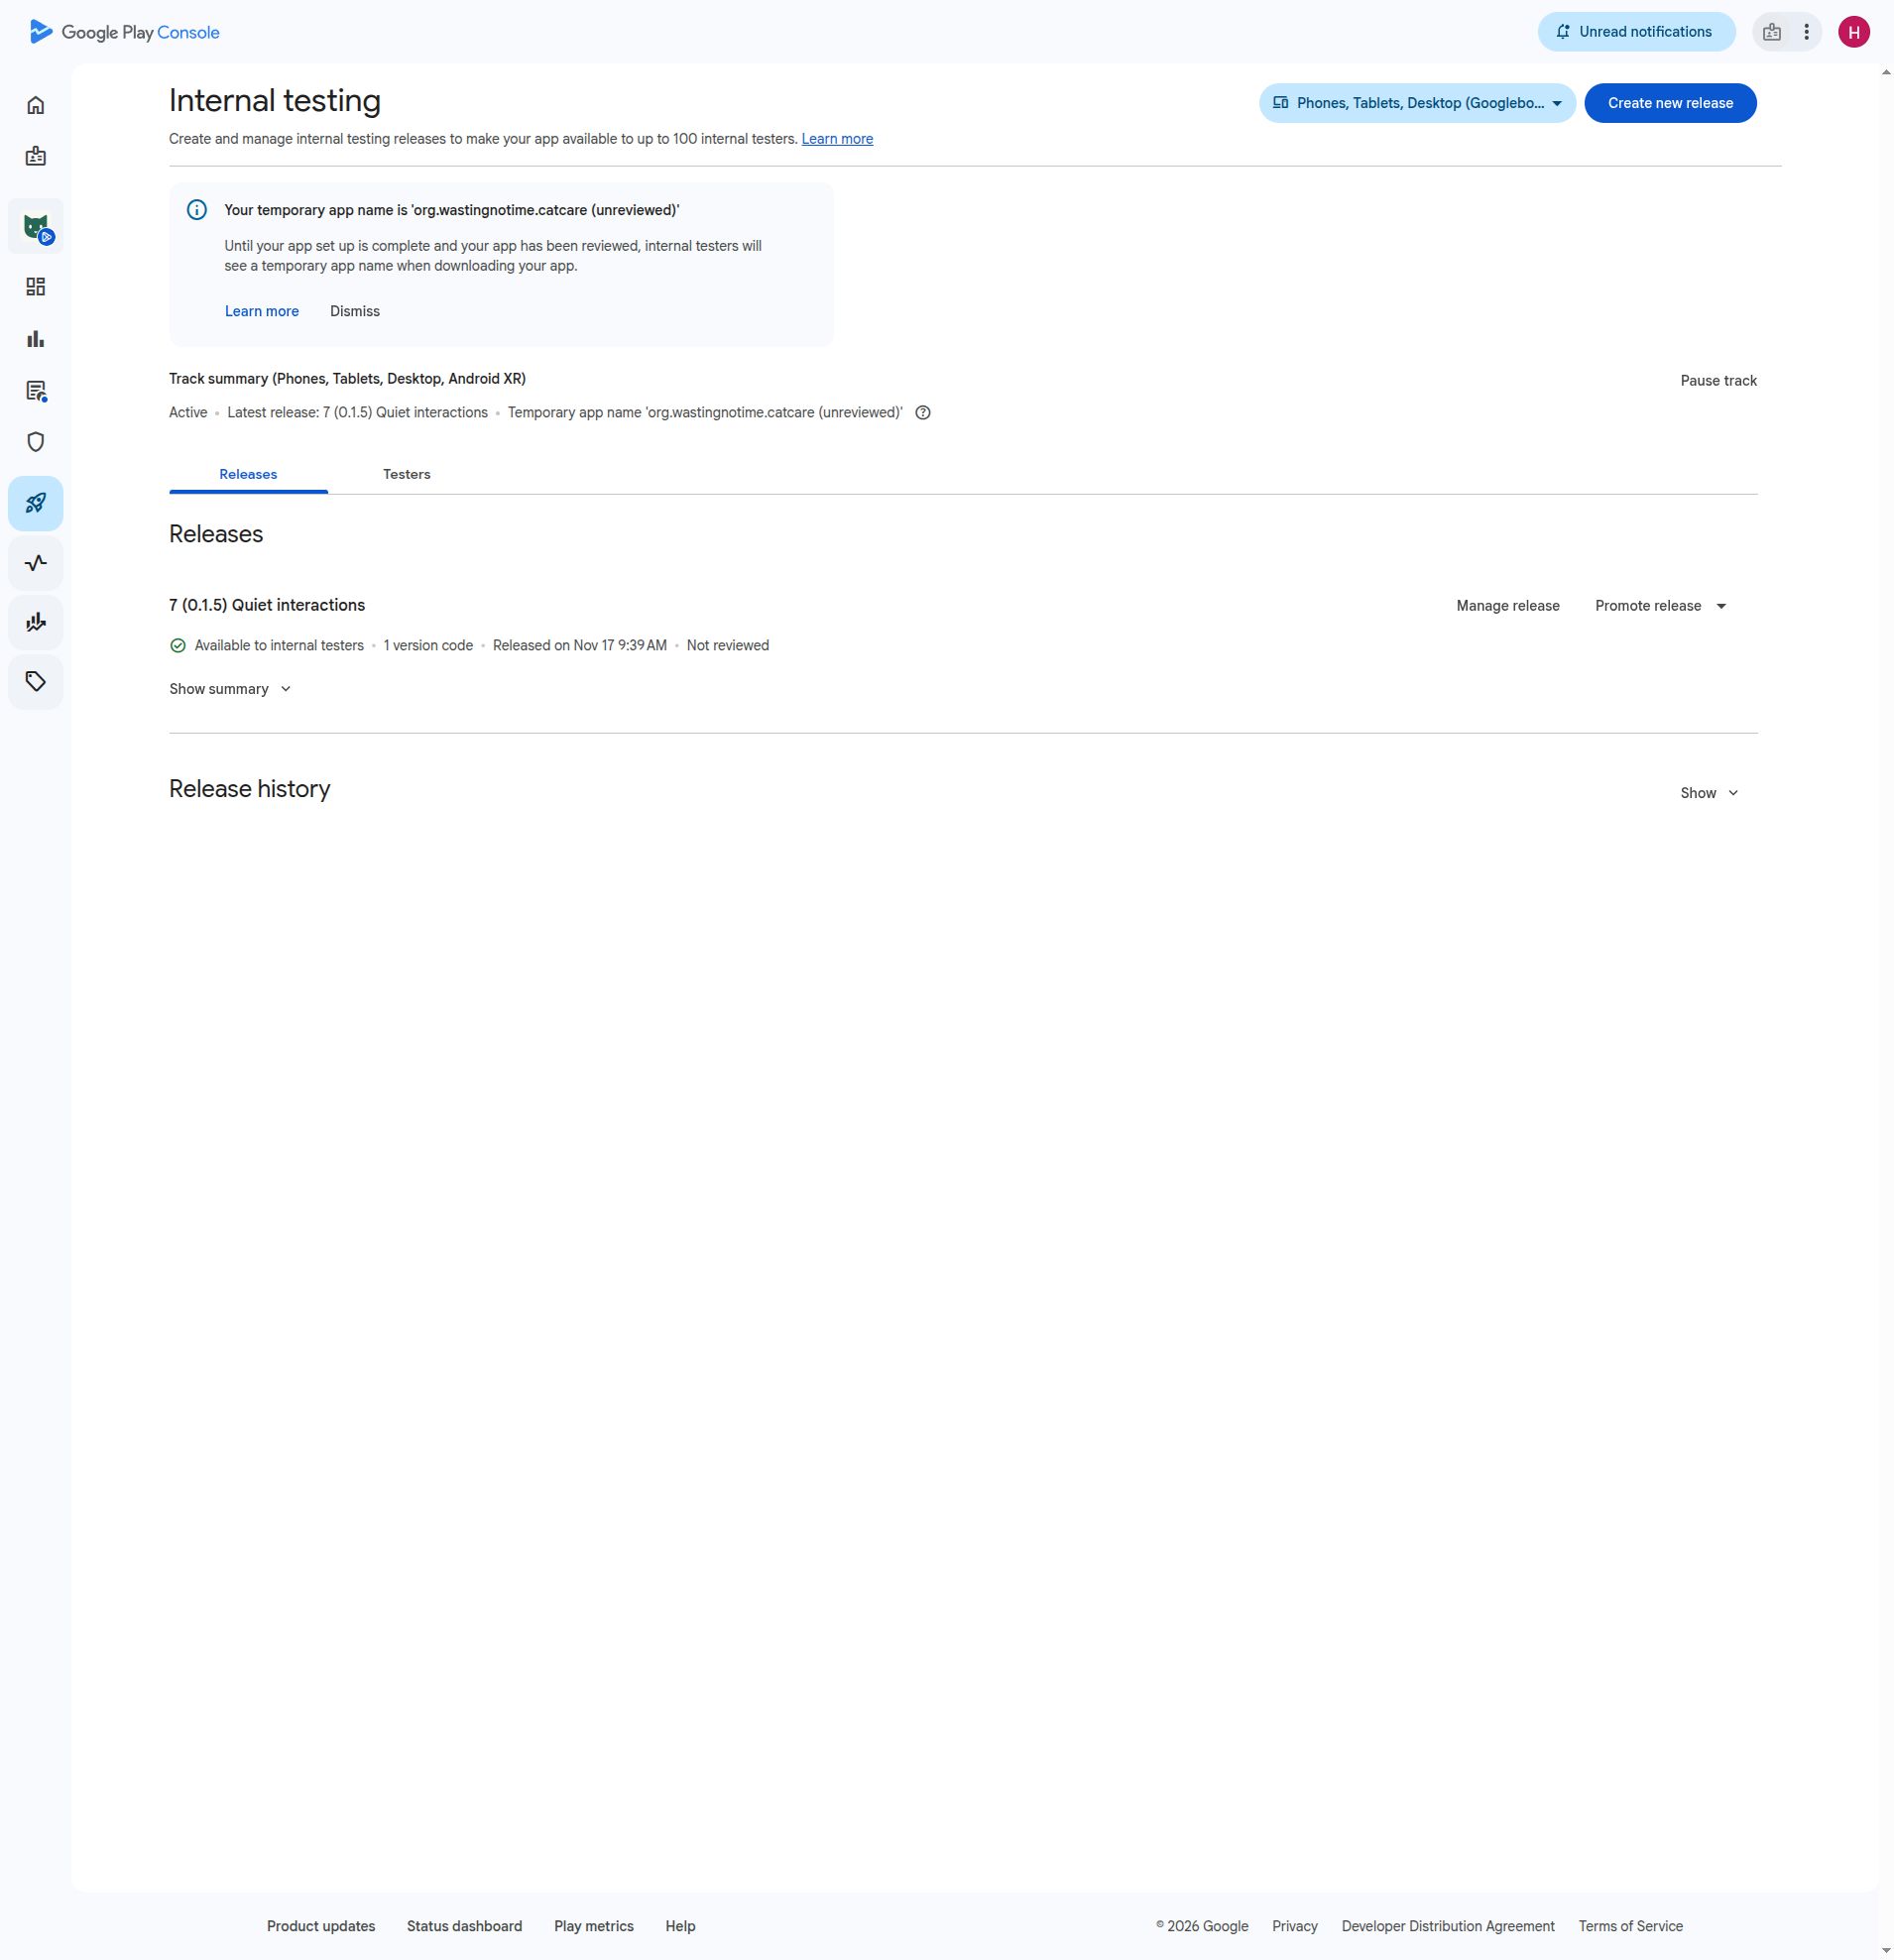 Google Play Console
Unread notifications
H
Internal testing
Phones, Tablets, Desktop (Googlebo...
Create new release
Create and manage internal testing releases to make your app available to up to 100 internal testers. Learn more
Your temporary app name is 'org.wastingnotime.catcare (unreviewed)'
Until your app set up is complete and your app has been reviewed, internal testers will
see a temporary app name when downloading your app.
Learn more Dismiss
Track summary (Phones, Tablets, Desktop, Android XR)
Pause track
Active • Latest release: 7 (0.1.5) Quiet interactions • Temporary app name 'org.wastingnotime.catcare (unreviewed)'
Releases Testers
Releases
7 (0.1.5) Quiet interactions
Manage release Promote release
Available to internal testers • 1 version code • Released on Nov 17 9:39 AM • Not reviewed
Show summary
Release history
Show
Product updates Status dashboard Play metrics Help
© 2026 Google Privacy Developer Distribution Agreement Terms of Service